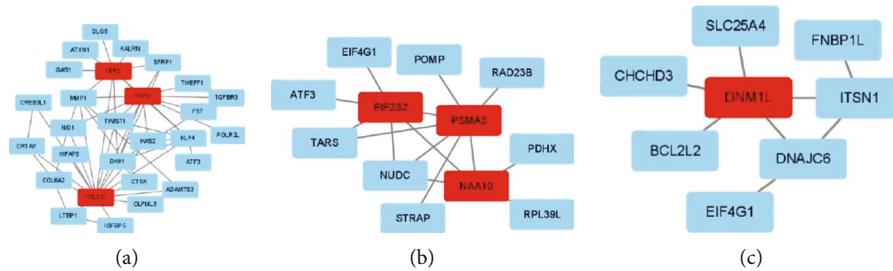 DLG5
ATXN1
KALRN
GAS1
SFRP1
TMEFF1
CREB3L1
MMP1
TGFBR3
FST
TWIST1
NID1
POLR2L
HAS2
KLF4
CRTAP
MFAP5
DKK1
ATF3
COL6A3
CTSK
ADAMTS3
OLFML3
LTBP1
IGFBP5
(a)
EIF4G1
POMP
RAD23B
ATF3
EIF2S2
PSMA3
TARS
PDHX
NUDC
NAA10
STRAP
RPL39L
(b)
SLC25A4
FNBP1L
CHCHD3
DNM1L
ITSN1
BCL2L2
DNAJC6
EIF4G1
(c)